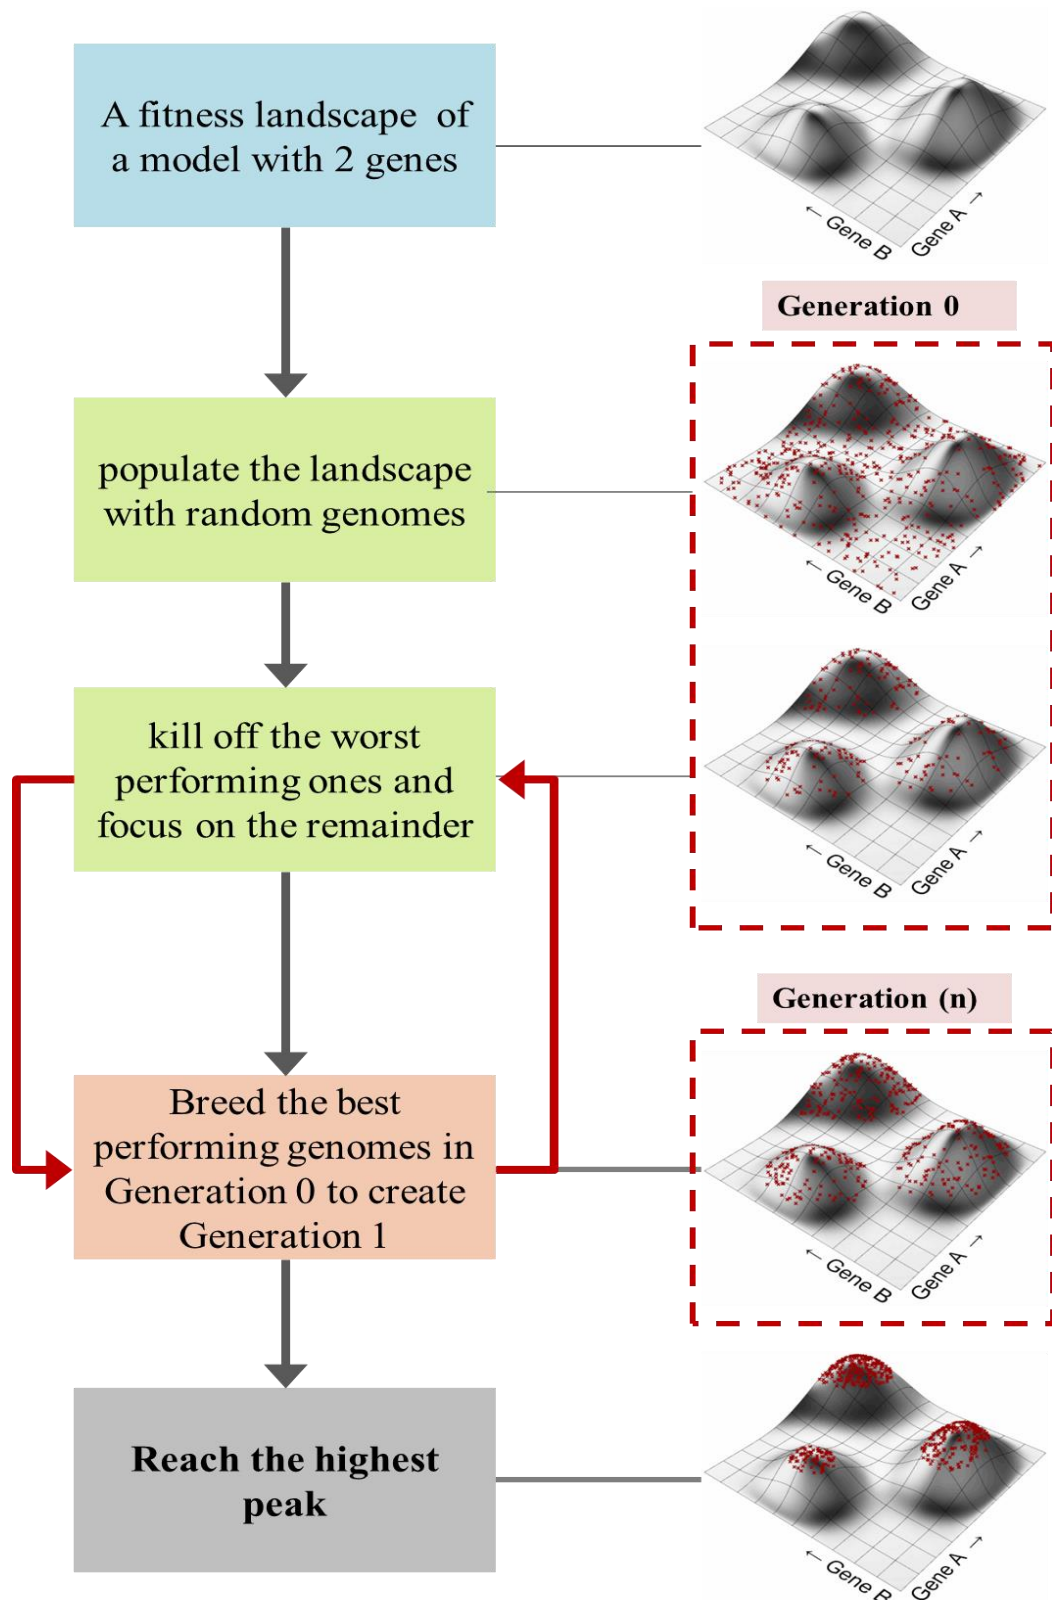 A fitness landscape of
a model with 2 genes
← Gene B
Gene A →
Generation 0
populate the landscape
with random genomes
← Gene B
Gene A →
kill off the worst
performing ones and
focus on the remainder
← Gene B
Gene A →
Generation (n)
Breed the best
performing genomes in
Generation 0 to create
Generation 1
← Gene B
Gene A →
Reach the highest
peak
← Gene B
Gene A →